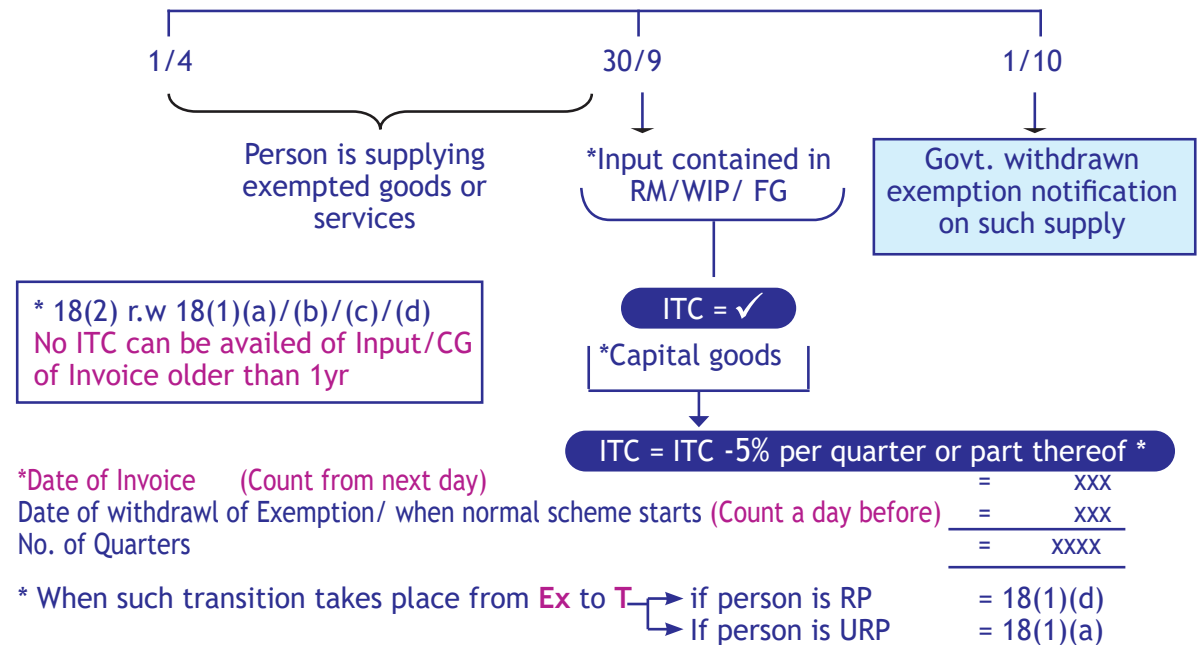 1/4 30/9 1/10
Person is supplying
exempted goods or
services
*Input contained in
RM/WIP/ FG
Govt. withdrawn
exemption notification
on such supply
* 18(2) r.w 18(1)(a)/(b)/(c)/(d)
No ITC can be availed of Input/CG
of Invoice older than 1yr
ITC = ✓
*Capital goods
ITC = ITC -5% per quarter or part thereof *
*Date of Invoice (Count from next day) = xxx
Date of withdrawl of Exemption/ when normal scheme starts (Count a day before) = xxx
No. of Quarters = xxxx
* When such transition takes place from Ex to T if person is RP = 18(1)(d)
If person is URP = 18(1)(a)